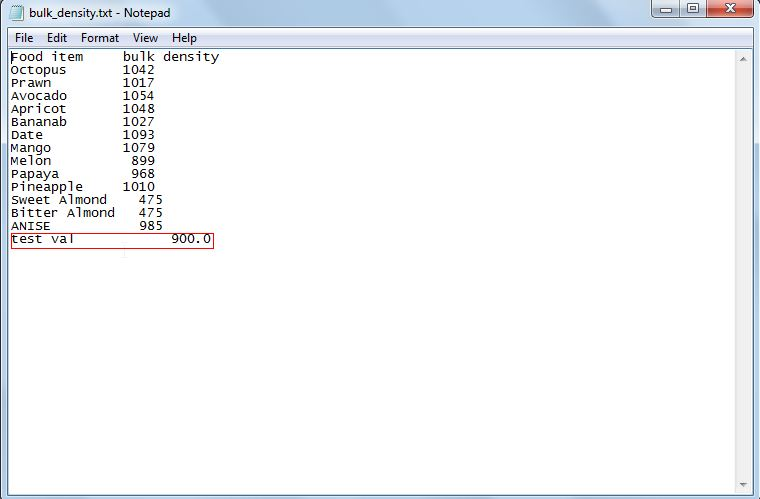 bulk_density.txt - Notepad
File Edit Format View Help
Food item bulk density
Octopus 1042
Prawn 1017
Avocado 1054
Apricot 1048
Bananab 1027
Date 1093
Mango 1079
Melon 899
Papaya 968
Pineapple 1010
Sweet Almond 475
Bitter Almond 475
ANISE 985
test val 900.0